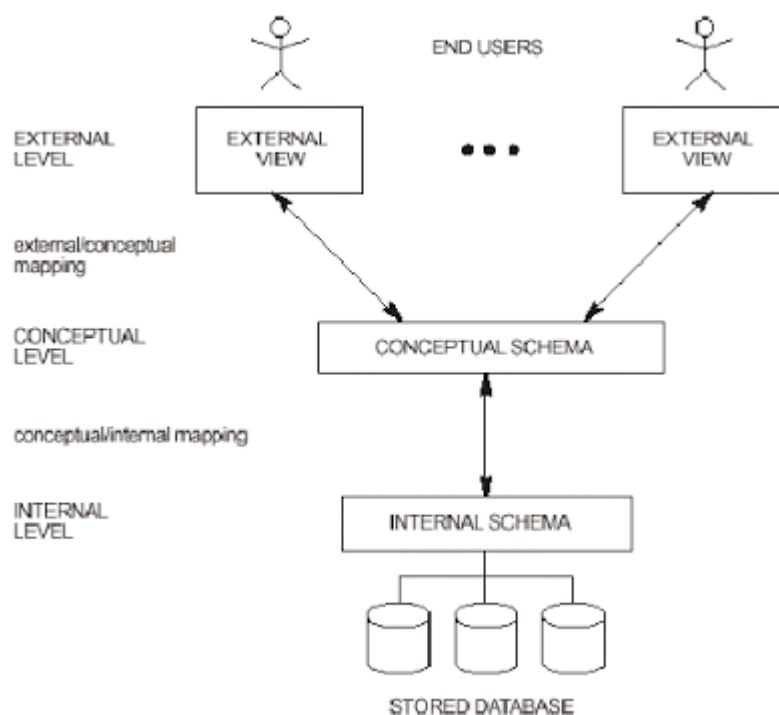 END USERS
EXTERNAL
LEVEL
EXTERNAL
VIEW
EXTERNAL
VIEW
external/conceptual
mapping
CONCEPTUAL
LEVEL
CONCEPTUAL SCHEMA
conceptual/internal mapping
INTERNAL
LEVEL
INTERNAL SCHEMA
STORED DATABASE